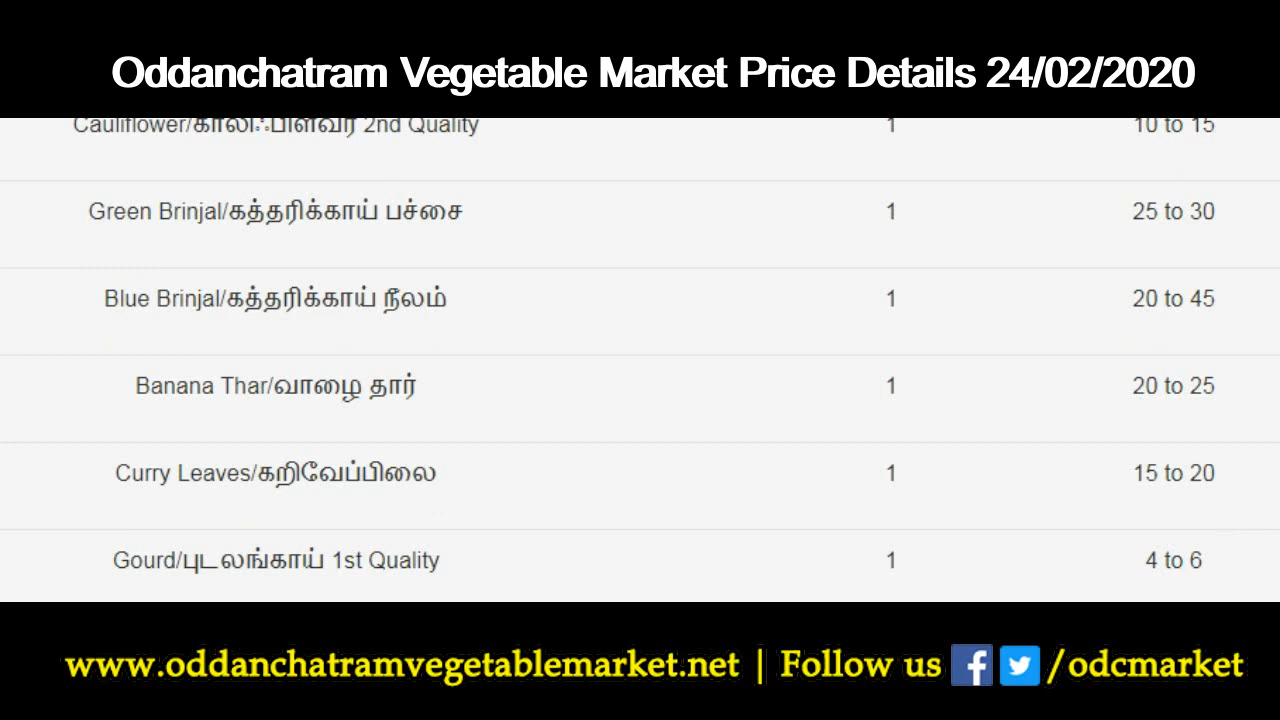 Oddanchatram Vegetable Market Price Details 24/02/2020
Cauliflower/காலிஃபிளவர் 2nd Quality 1 10 to 15
Green Brinjal/கத்தரிக்காய் பச்சை 1 25 to 30
Blue Brinjal/கத்தரிக்காய் நீலம் 1 20 to 45
Banana Thar/வாழை தார் 1 20 to 25
Curry Leaves/கறிவேப்பிலை 1 15 to 20
Gourd/புடலங்காய் 1st Quality 1 4 to 6
www.oddanchatramvegetablemarket.net | Follow us f /odcmarket